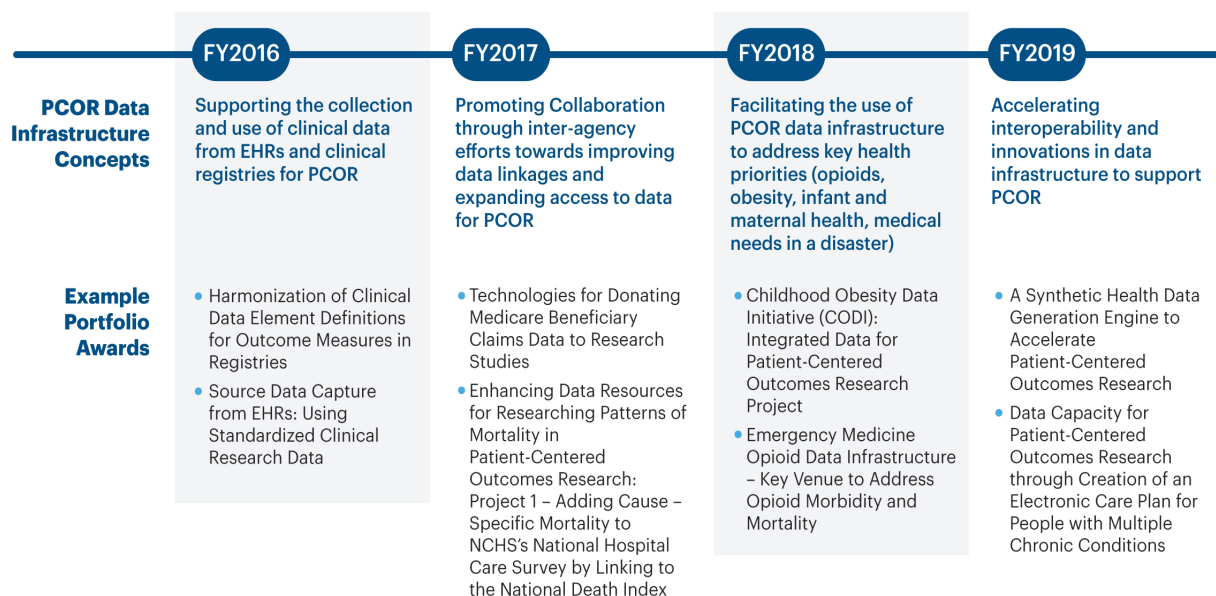 FY2016
FY2017
FY2018
FY2019
PCOR Data
Infrastructure
Concepts
Supporting the collection
and use of clinical data
from EHRs and clinical
registries for PCOR
Promoting Collaboration
through inter-agency
efforts towards improving
data linkages and
expanding access to data
for PCOR
Facilitating the use of
PCOR data infrastructure
to address key health
priorities (opioids,
obesity, infant and
maternal health, medical
needs in a disaster)
Accelerating
interoperability and
innovations in data
infrastructure to support
PCOR
Example
Portfolio
Awards
• Harmonization of Clinical
Data Element Definitions
for Outcome Measures in
Registries
• Source Data Capture
from EHRs: Using
Standardized Clinical
Research Data
• Technologies for Donating
Medicare Beneficiary
Claims Data to Research
Studies
• Enhancing Data Resources
for Researching Patterns of
Mortality in
Patient-Centered
Outcomes Research:
Project 1 – Adding Cause –
Specific Mortality to
NCHS’s National Hospital
Care Survey by Linking to
the National Death Index
• Childhood Obesity Data
Initiative (CODI):
Integrated Data for
Patient-Centered
Outcomes Research
Project
• Emergency Medicine
Opioid Data Infrastructure
– Key Venue to Address
Opioid Morbidity and
Mortality
• A Synthetic Health Data
Generation Engine to
Accelerate
Patient-Centered
Outcomes Research
• Data Capacity for
Patient-Centered
Outcomes Research
through Creation of an
Electronic Care Plan for
People with Multiple
Chronic Conditions